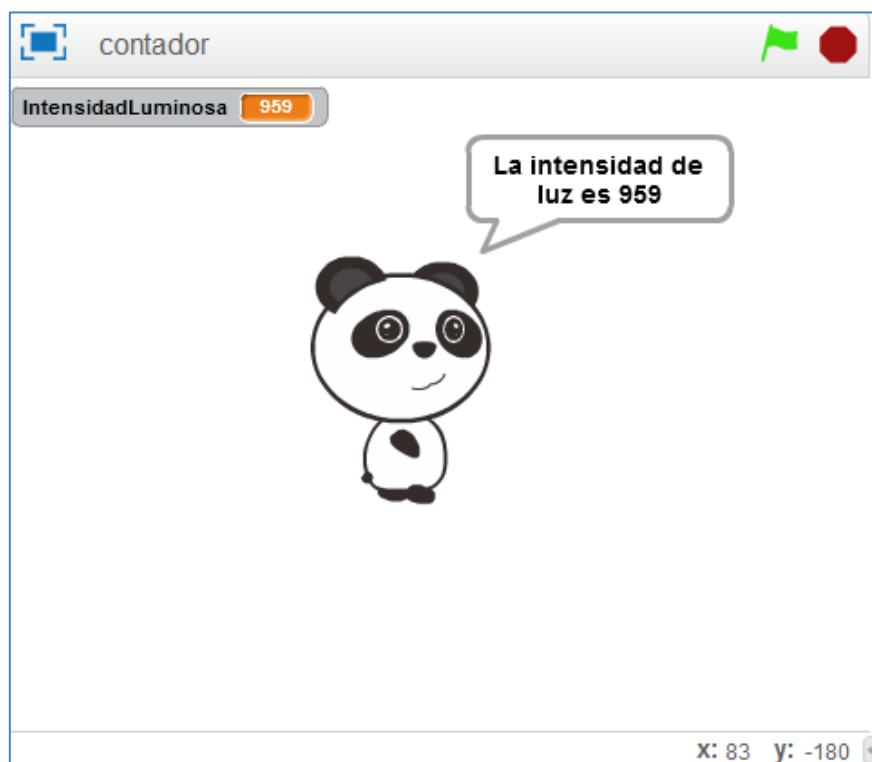 contador
IntensidadLuminosa 959
La intensidad de
luz es 959
x: 83 y: -180